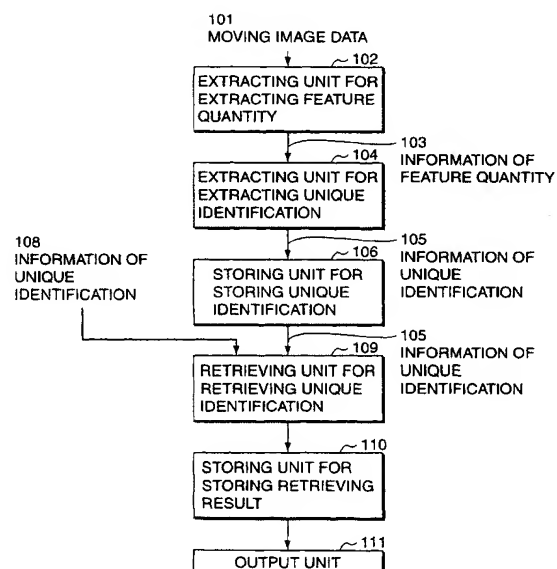 101
MOVING IMAGE DATA
102
EXTRACTING UNIT FOR
EXTRACTING FEATURE
QUANTITY
103
INFORMATION OF
FEATURE QUANTITY
104
EXTRACTING UNIT FOR
EXTRACTING UNIQUE
IDENTIFICATION
105
INFORMATION OF
UNIQUE
IDENTIFICATION
106
STORING UNIT FOR
STORING UNIQUE
IDENTIFICATION
108
INFORMATION OF
UNIQUE
IDENTIFICATION
105
INFORMATION OF
UNIQUE
IDENTIFICATION
109
RETRIEVING UNIT FOR
RETRIEVING UNIQUE
IDENTIFICATION
110
STORING UNIT FOR
STORING RETRIEVING
RESULT
111
OUTPUT UNIT